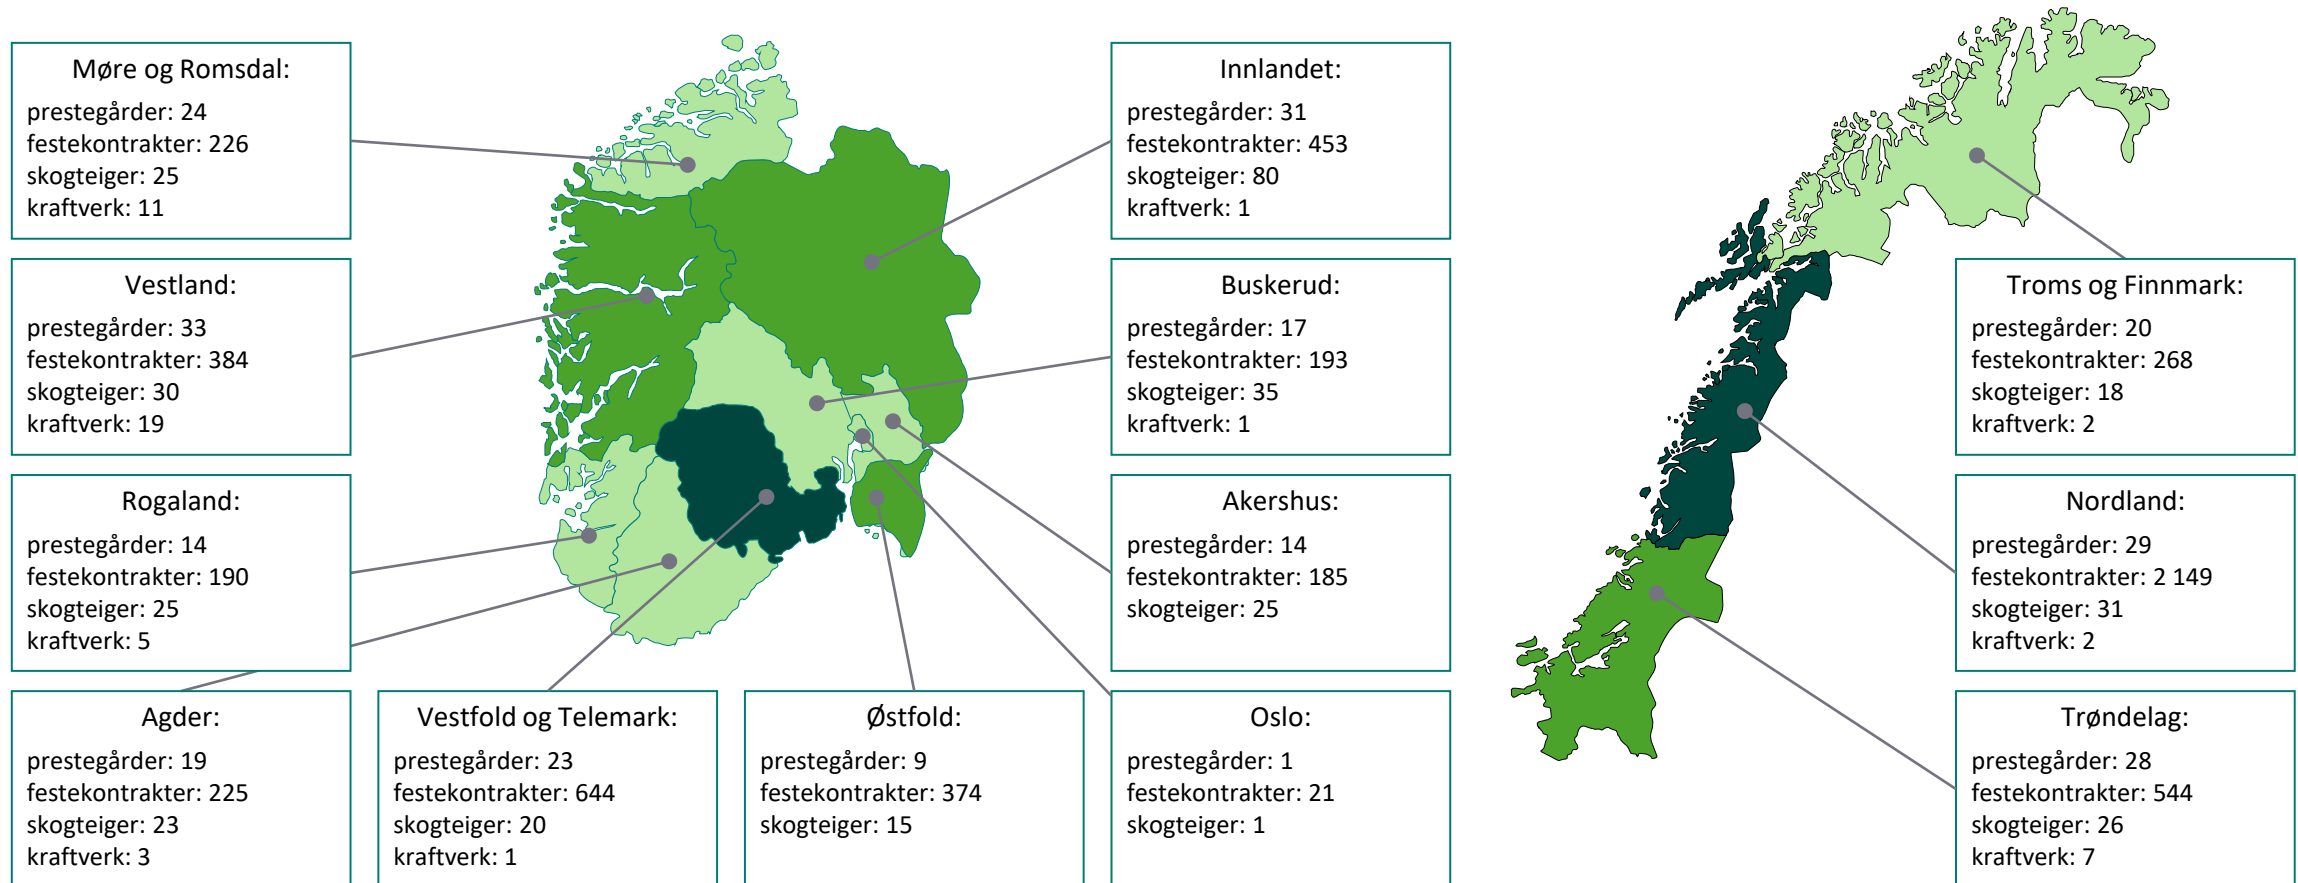 Møre og Romsdal:
prestegårder: 24
festekontrakter: 226
skogteiger: 25
kraftverk: 11
Vestland:
prestegårder: 33
festekontrakter: 384
skogteiger: 30
kraftverk: 19
Rogaland:
prestegårder: 14
festekontrakter: 190
skogteiger: 25
kraftverk: 5
Agder:
prestegårder: 19
festekontrakter: 225
skogteiger: 23
kraftverk: 3
Vestfold og Telemark:
prestegårder: 23
festekontrakter: 644
skogteiger: 20
kraftverk: 1
Østfold:
prestegårder: 9
festekontrakter: 374
skogteiger: 15
Innlandet:
prestegårder: 31
festekontrakter: 453
skogteiger: 80
kraftverk: 1
Buskerud:
prestegårder: 17
festekontrakter: 193
skogteiger: 35
kraftverk: 1
Akershus:
prestegårder: 14
festekontrakter: 185
skogteiger: 25
Oslo:
prestegårder: 1
festekontrakter: 21
skogteiger: 1
Troms og Finnmark:
prestegårder: 20
festekontrakter: 268
skogteiger: 18
kraftverk: 2
Nordland:
prestegårder: 29
festekontrakter: 2 149
skogteiger: 31
kraftverk: 2
Trøndelag:
prestegårder: 28
festekontrakter: 544
skogteiger: 26
kraftverk: 7